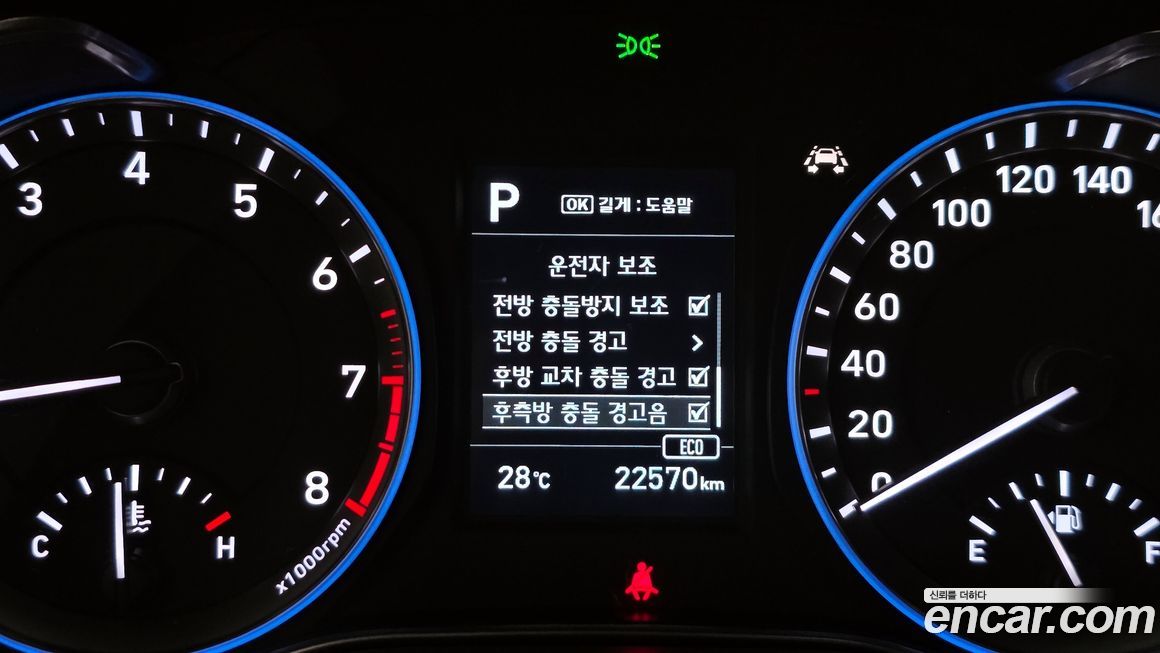 3
4
5
6
7
8
x1000rpm
C
H
P
OK 길게 : 도움말
운전자 보조
전방 충돌방지 보조
전방 충돌 경고
후방 교차 충돌 경고
후측방 충돌 경고음
ECO
28℃
22570km
0
20
40
60
80
100
120
140
E
F
신뢰를 더하다
encar.com